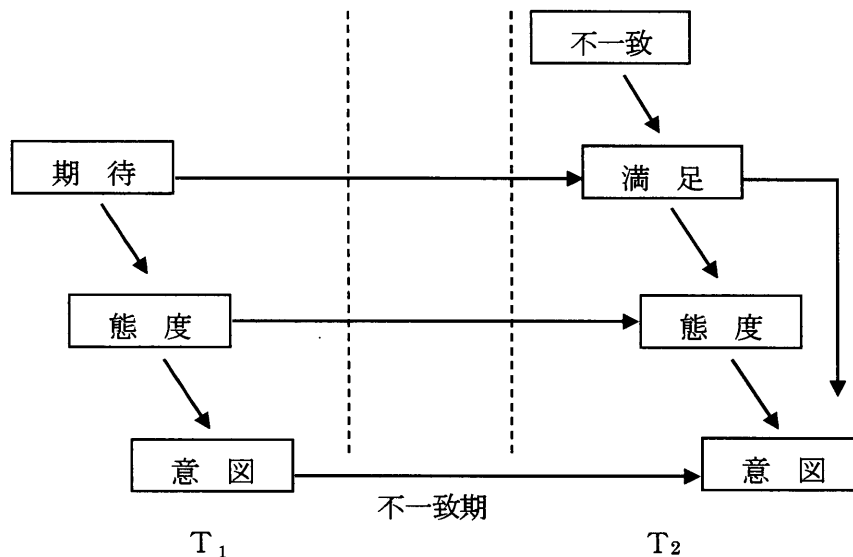 不一致
期 待
満 足
態 度
態 度
意 図
意 図
不一致期
T₁
T₂